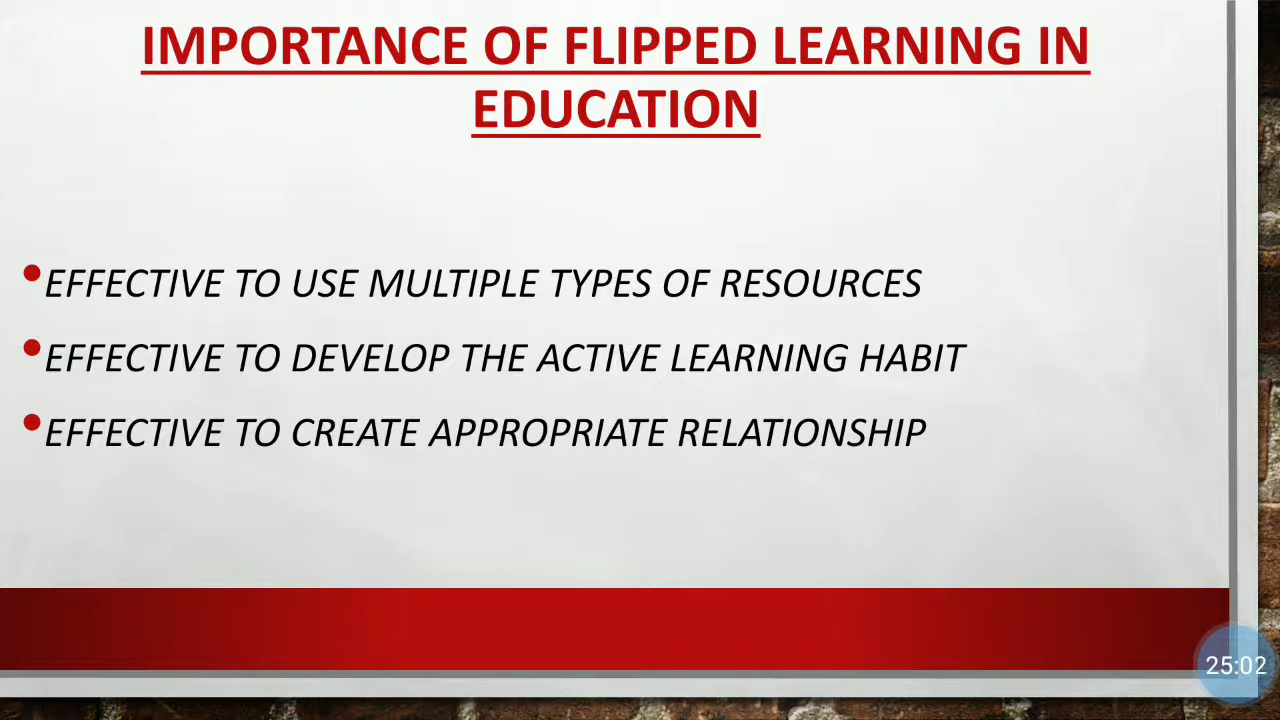 IMPORTANCE OF FLIPPED LEARNING IN
EDUCATION
•EFFECTIVE TO USE MULTIPLE TYPES OF RESOURCES
•EFFECTIVE TO DEVELOP THE ACTIVE LEARNING HABIT
•EFFECTIVE TO CREATE APPROPRIATE RELATIONSHIP
25:02